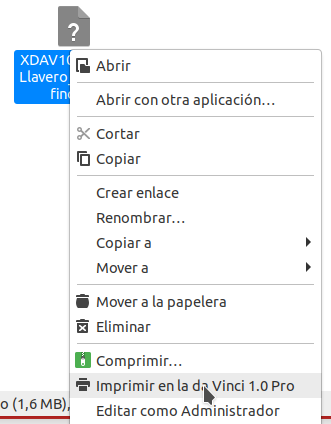 ?
XDAV10
Llavero_
fino
Abrir
Abrir con otra aplicación...
Cortar
Copiar
Crear enlace
Renombrar...
Copiar a
Mover a
Mover a la papelera
Eliminar
Comprimir...
o (1,6 MB),
Imprimir en la da Vinci 1.0 Pro
Editar como Administrador